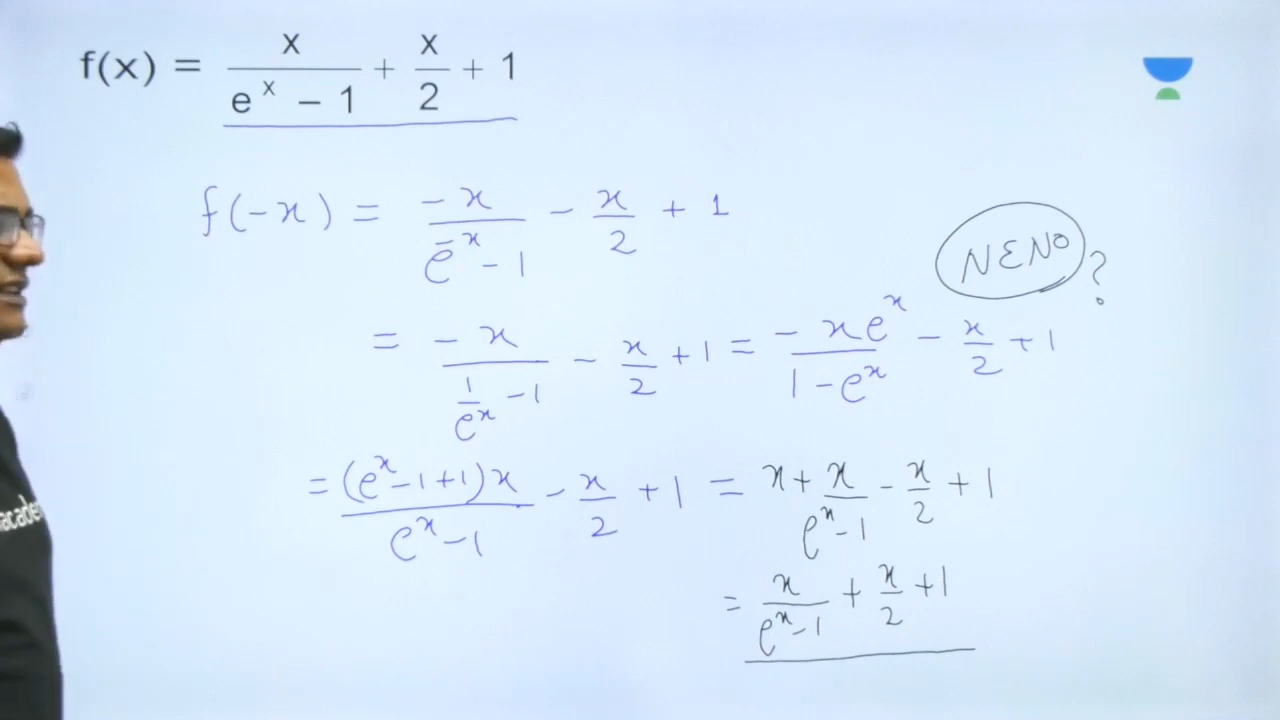 f(x) = x/(e^x − 1) + x/2 + 1
f(-x) = -x/(e^-x - 1) - x/2 + 1
NENO ?
= -x/(1/e^x - 1) - x/2 + 1 = -xe^x/(1 - e^x) - x/2 + 1
= (e^x - 1 + 1)x/(e^x - 1) - x/2 + 1 = x + x/(e^x - 1) - x/2 + 1
= x/(e^x - 1) + x/2 + 1